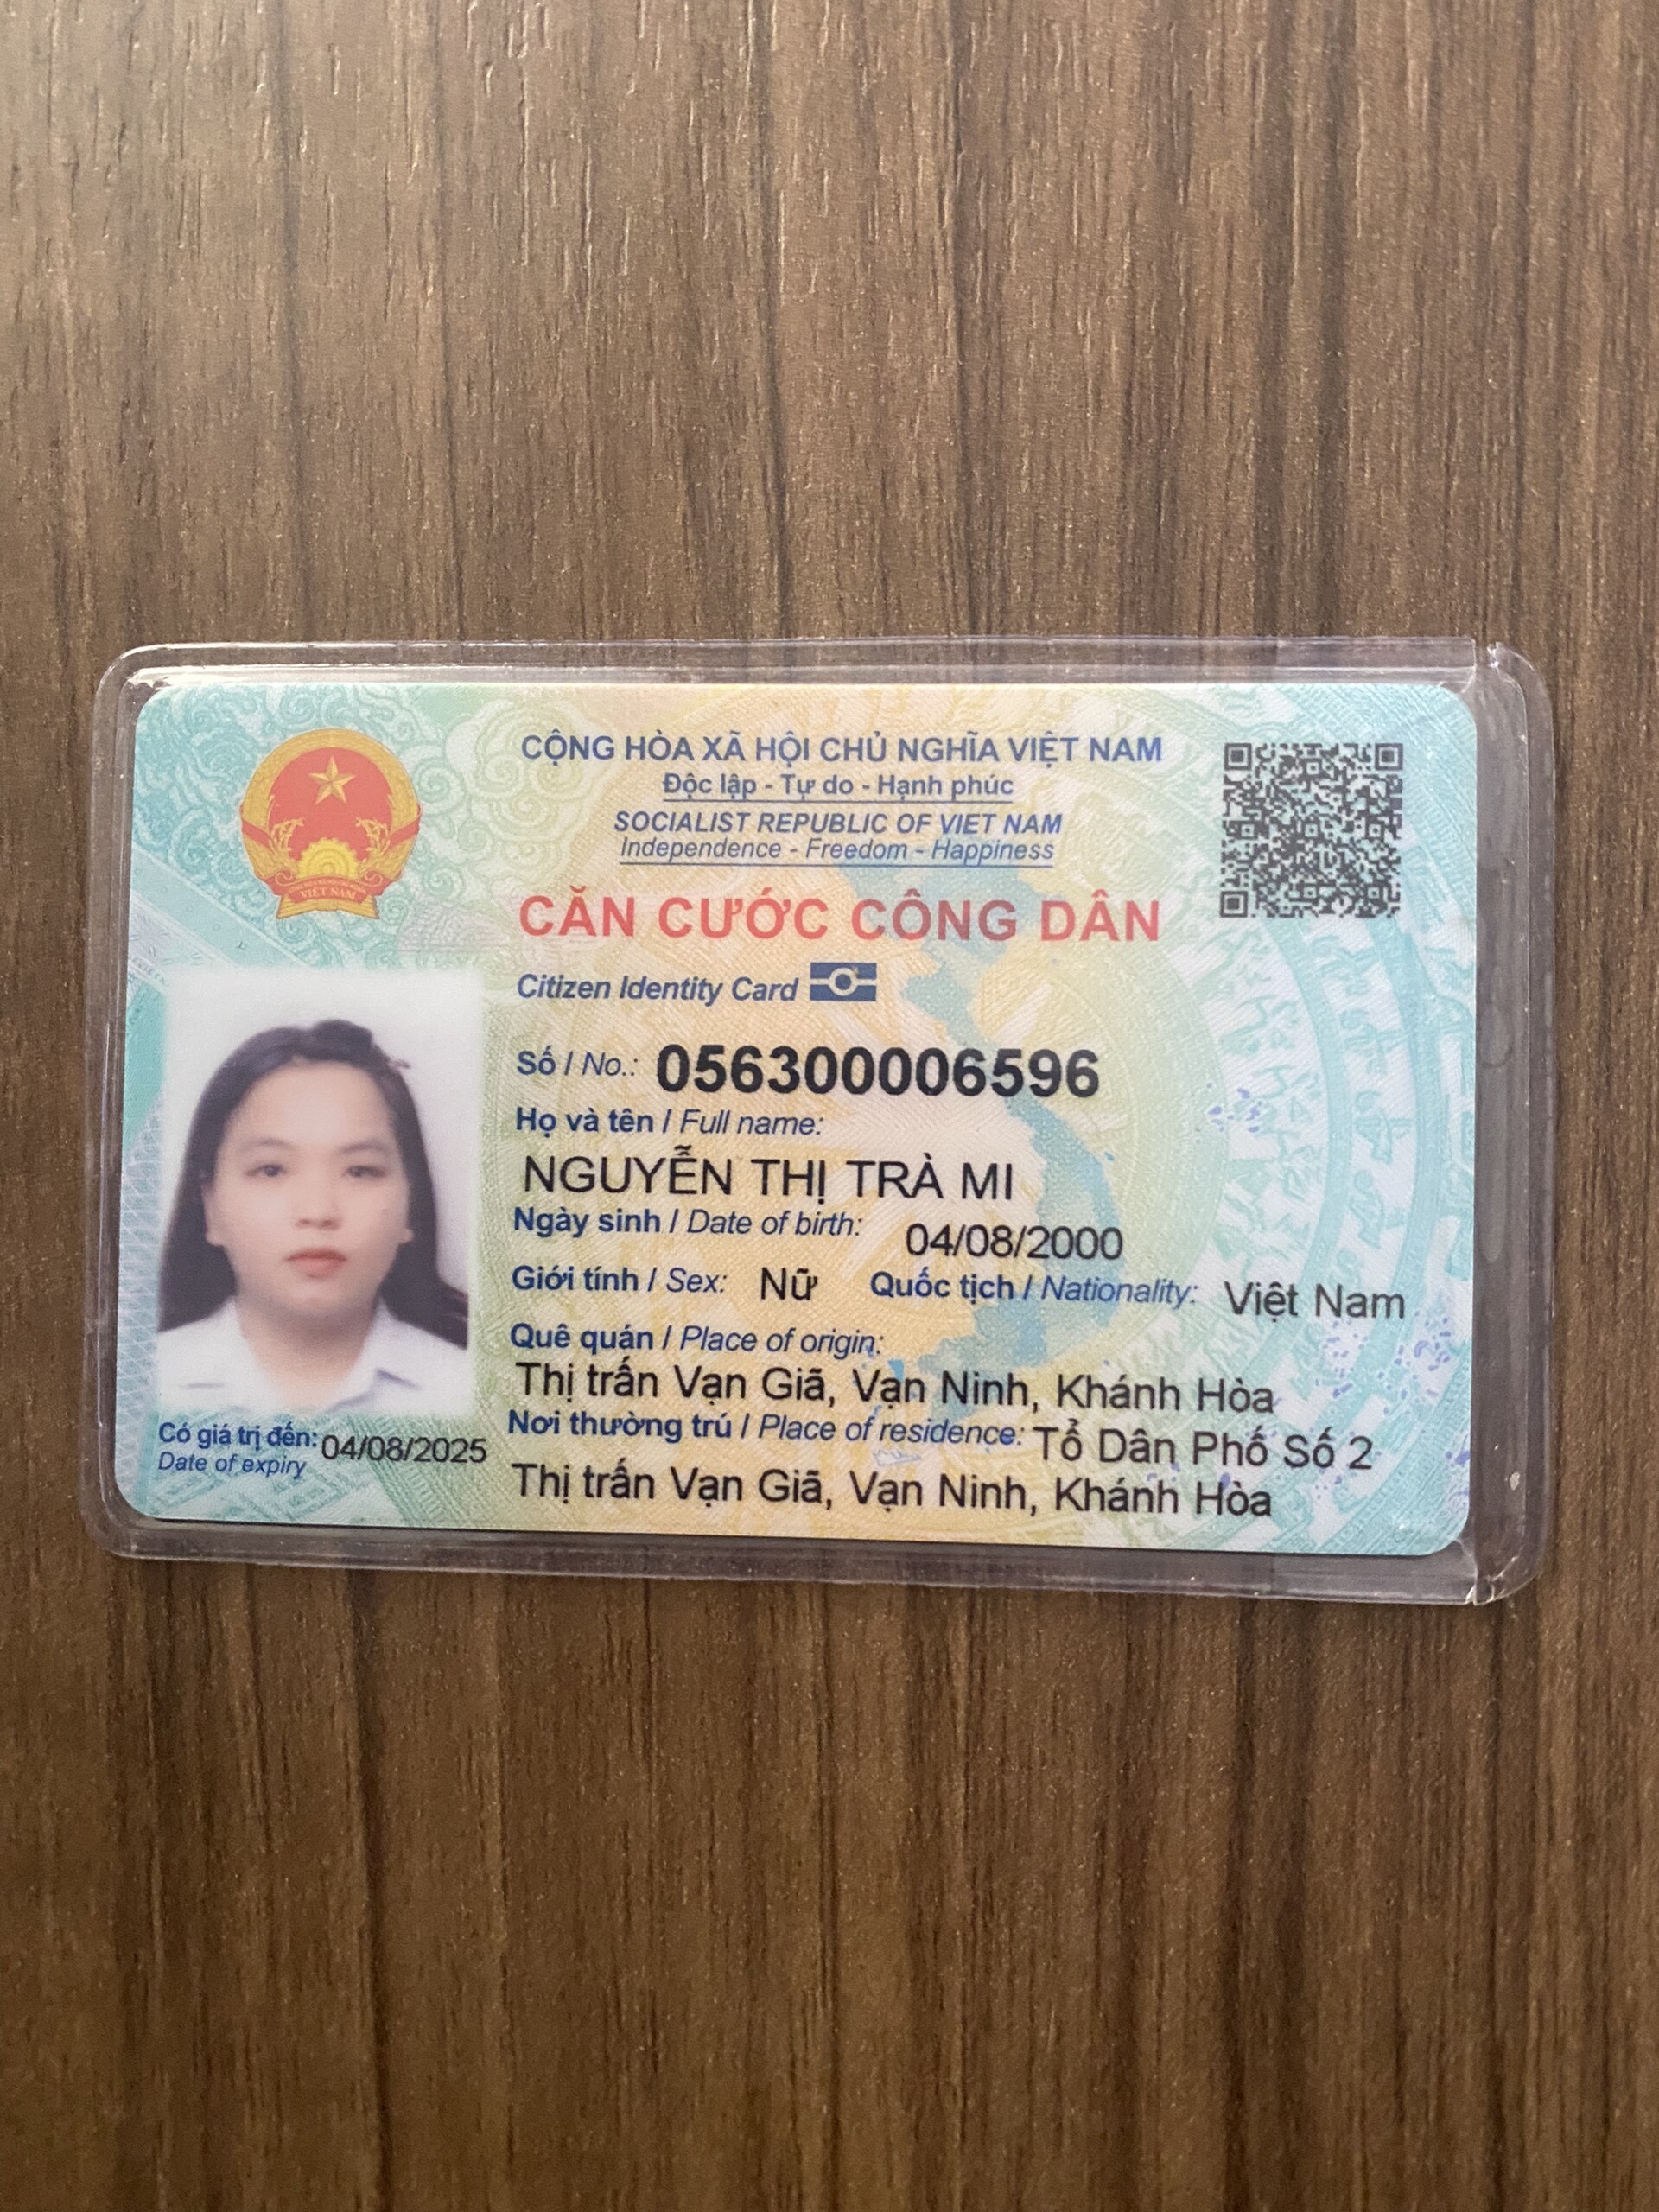 CỘNG HÒA XÃ HỘI CHỦ NGHĨA VIỆT NAM
Độc lập - Tự do - Hạnh phúc
SOCIALIST REPUBLIC OF VIET NAM
Independence - Freedom - Happiness
VIỆT NAM
CĂN CƯỚC CÔNG DÂN
Citizen Identity Card
Số / No.: 056300006596
Họ và tên / Full name:
NGUYỄN THỊ TRÀ MI
Ngày sinh / Date of birth: 04/08/2000
Giới tính / Sex: Nữ Quốc tịch / Nationality: Việt Nam
Quê quán / Place of origin:
Thị trấn Vạn Giã, Vạn Ninh, Khánh Hòa
Nơi thường trú / Place of residence: Tổ Dân Phố Số 2
Thị trấn Vạn Giã, Vạn Ninh, Khánh Hòa
Có giá trị đến: 04/08/2025
Date of expiry